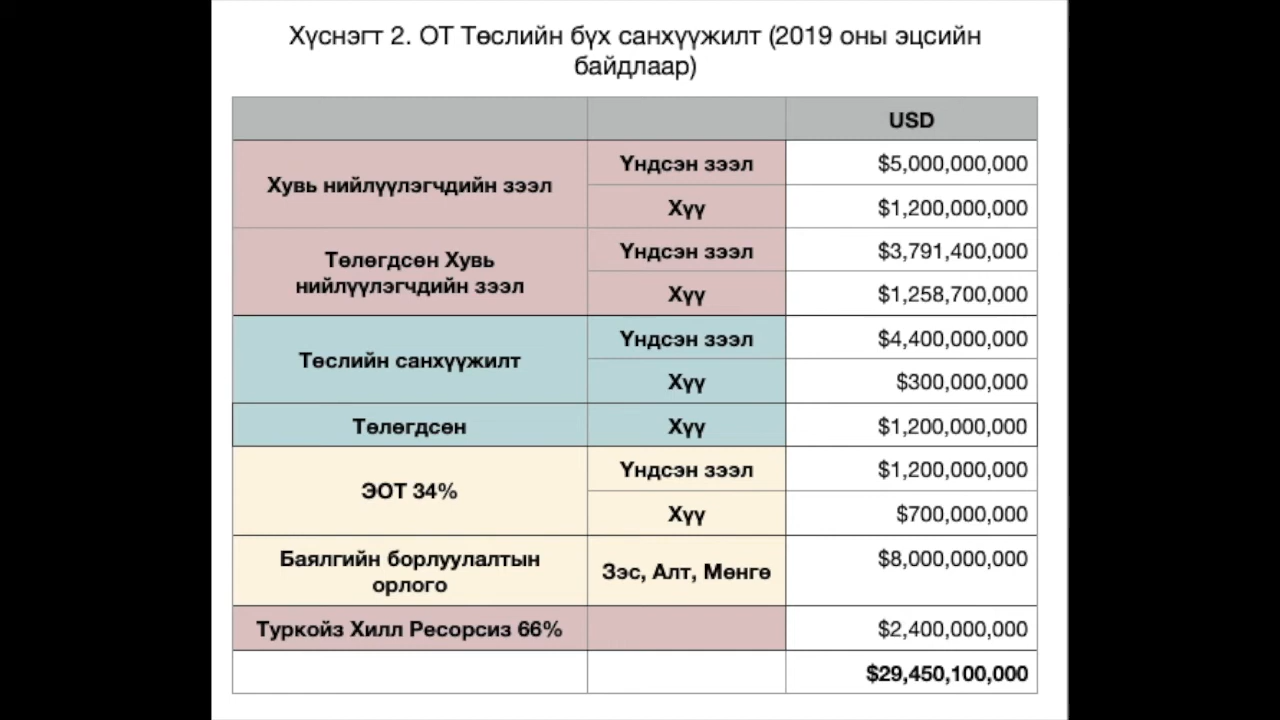 Хүснэгт 2. ОТ Төслийн бүх санхүүжилт (2019 оны эцсийн
байдлаар)
USD
Хувь нийлүүлэгчдийн зээл
Үндсэн зээл
$5,000,000,000
Хүү
$1,200,000,000
Төлөгдсөн Хувь
нийлүүлэгчдийн зээл
Үндсэн зээл
$3,791,400,000
Хүү
$1,258,700,000
Төслийн санхүүжилт
Үндсэн зээл
$4,400,000,000
Хүү
$300,000,000
Төлөгдсөн
Хүү
$1,200,000,000
ЭОТ 34%
Үндсэн зээл
$1,200,000,000
Хүү
$700,000,000
Баялгийн борлуулалтын
орлого
Зэс, Алт, Мөнгө
$8,000,000,000
Туркойз Хилл Ресорсиз 66%
$2,400,000,000
$29,450,100,000